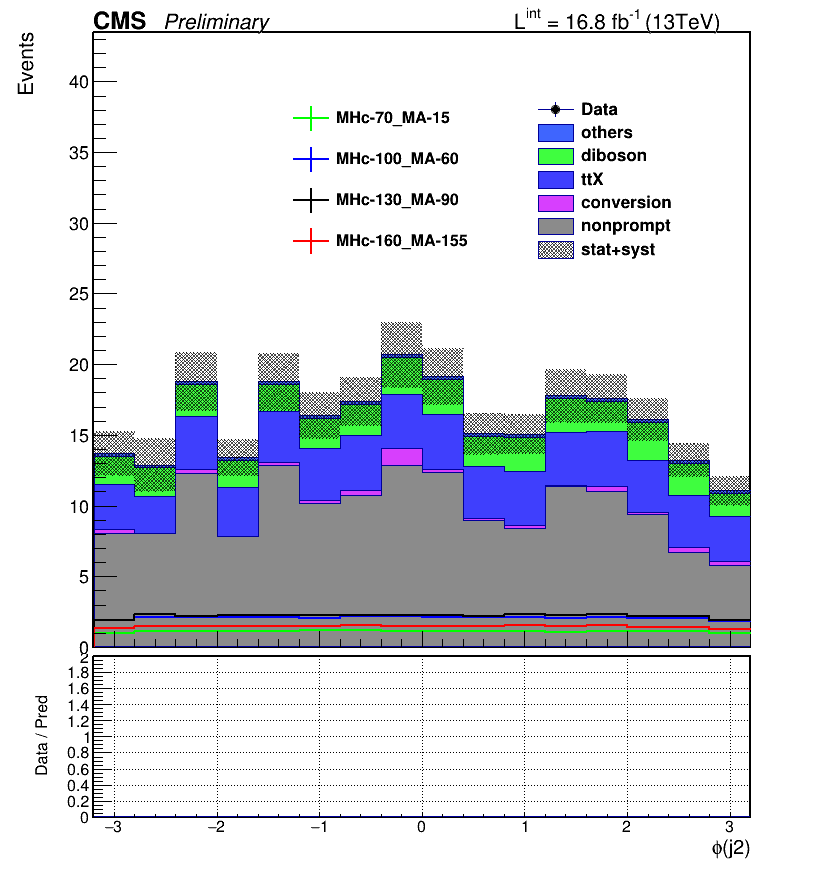 CMS Preliminary
L^int = 16.8 fb^-1 (13TeV)
Events
40
35
30
25
20
15
10
5
0
MHc-70_MA-15
MHc-100_MA-60
MHc-130_MA-90
MHc-160_MA-155
Data
others
diboson
ttX
conversion
nonprompt
stat+syst
Data / Pred
2
1.8
1.6
1.4
1.2
1
0.8
0.6
0.4
0.2
0
−3 −2 −1 0 1 2 3
ϕ(j2)